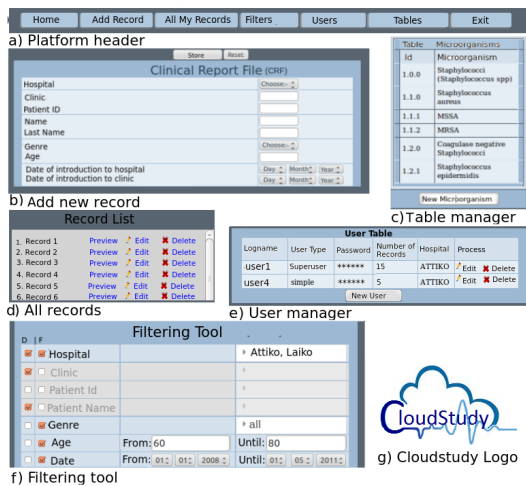 Home Add Record All My Records Filters Users Tables Exit
a) Platform header
Store Reset
Clinical Report File (CRF)
Hospital Choose:-
Clinic
Patient ID
Name
Last Name
Genre Choose:-
Age
Date of introduction to hospital Day Month Year
Date of introduction to clinic Day Month Year
b) Add new record
Table Microorganisms
Id Microorganism
1.0.0 Staphylococci
(Staphylococcus spp)
1.1.0 Staphylococcus
aureus
1.1.1 MSSA
1.1.2 MRSA
1.2.0 Coagulase negative
Staphylococci
1.2.1 Staphylococcus
epidermidis
New Microorganism
c) Table manager
Record List
1. Record 1 Preview Edit Delete
2. Record 2 Preview Edit Delete
3. Record 3 Preview Edit Delete
4. Record 4 Preview Edit Delete
5. Record 5 Preview Edit Delete
6. Record 6 Preview Edit Delete
d) All records
User Table
Logname User Type Password Number of
Records Hospital Process
user1 Superuser ****** 15 ATTIKO Edit Delete
user4 simple ****** 5 ATTIKO Edit Delete
New User
e) User manager
Filtering Tool
D F
Hospital Attiko, Laiko
Clinic
Patient Id
Patient Name
Genre all
Age From: 60 Until: 80
Date From: 01 01 2008 Until: 01 05 2011
f) Filtering tool
CloudStudy
g) Cloudstudy Logo